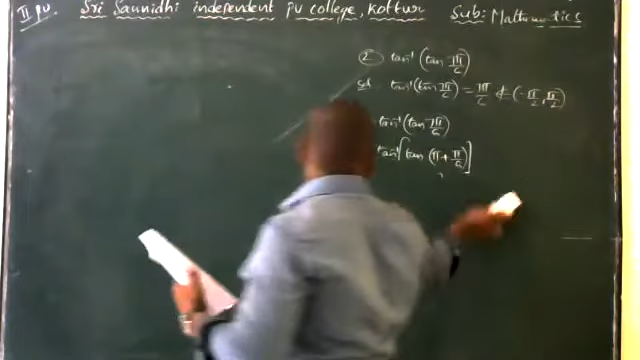 II pu. Sri Sannidhi independent pu college, Kottur Sub: Mathematics
② tan⁻¹(tan 7π/6)
Sol tan⁻¹(tan 7π/6) = 7π/6 ∉ (-π/2, π/2)
tan⁻¹(tan 7π/6)
tan⁻¹[tan (π + π/6)]